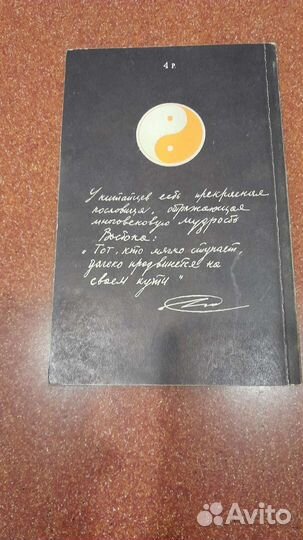 4 р.
У китайцев есть прекрасная
пословица, отражающая
многовековую мудрость
Востока:
„Тот, кто мягко ступает,
далеко продвинется на
своем пути"
Avito